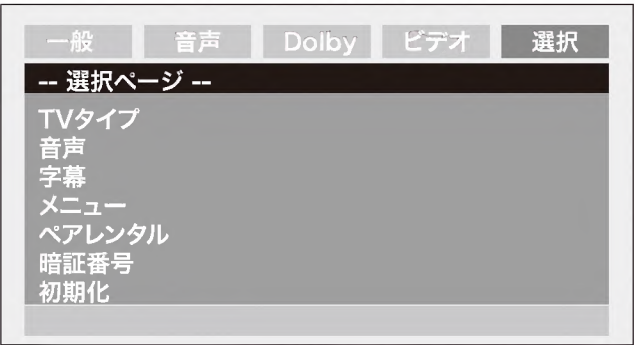 一般 音声 Dolby ビデオ 選択
-- 選択ページ --
TVタイプ
音声
字幕
メニュー
ペアレンタル
暗証番号
初期化